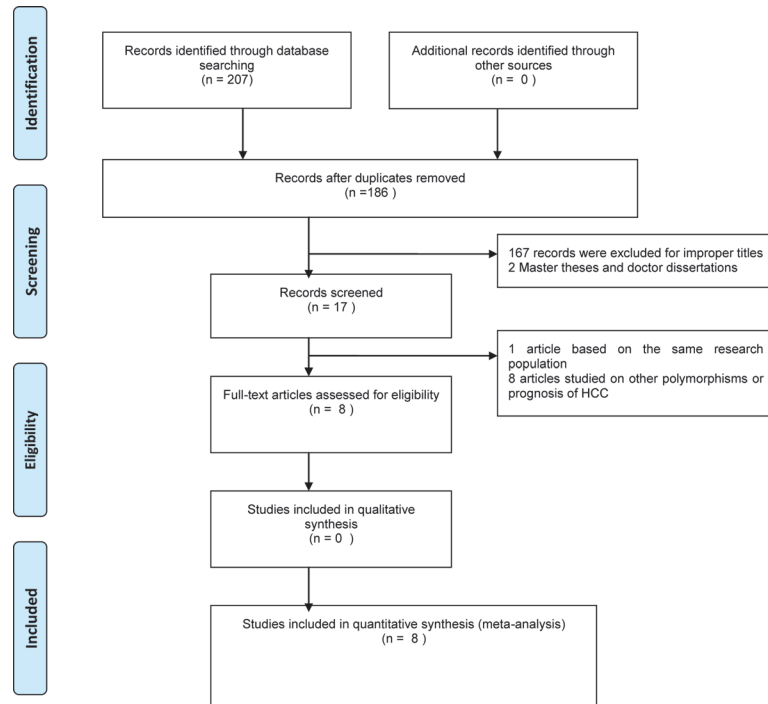 Identification
Records identified through database
searching
(n = 207)
Additional records identified through
other sources
(n = 0 )
Records after duplicates removed
(n =186 )
Screening
167 records were excluded for improper titles
2 Master theses and doctor dissertations
Records screened
(n = 17 )
1 article based on the same research
population
8 articles studied on other polymorphisms or
prognosis of HCC
Eligibility
Full-text articles assessed for eligibility
(n = 8 )
Studies included in qualitative
synthesis
(n = 0 )
Included
Studies included in quantitative synthesis (meta-analysis)
(n = 8 )